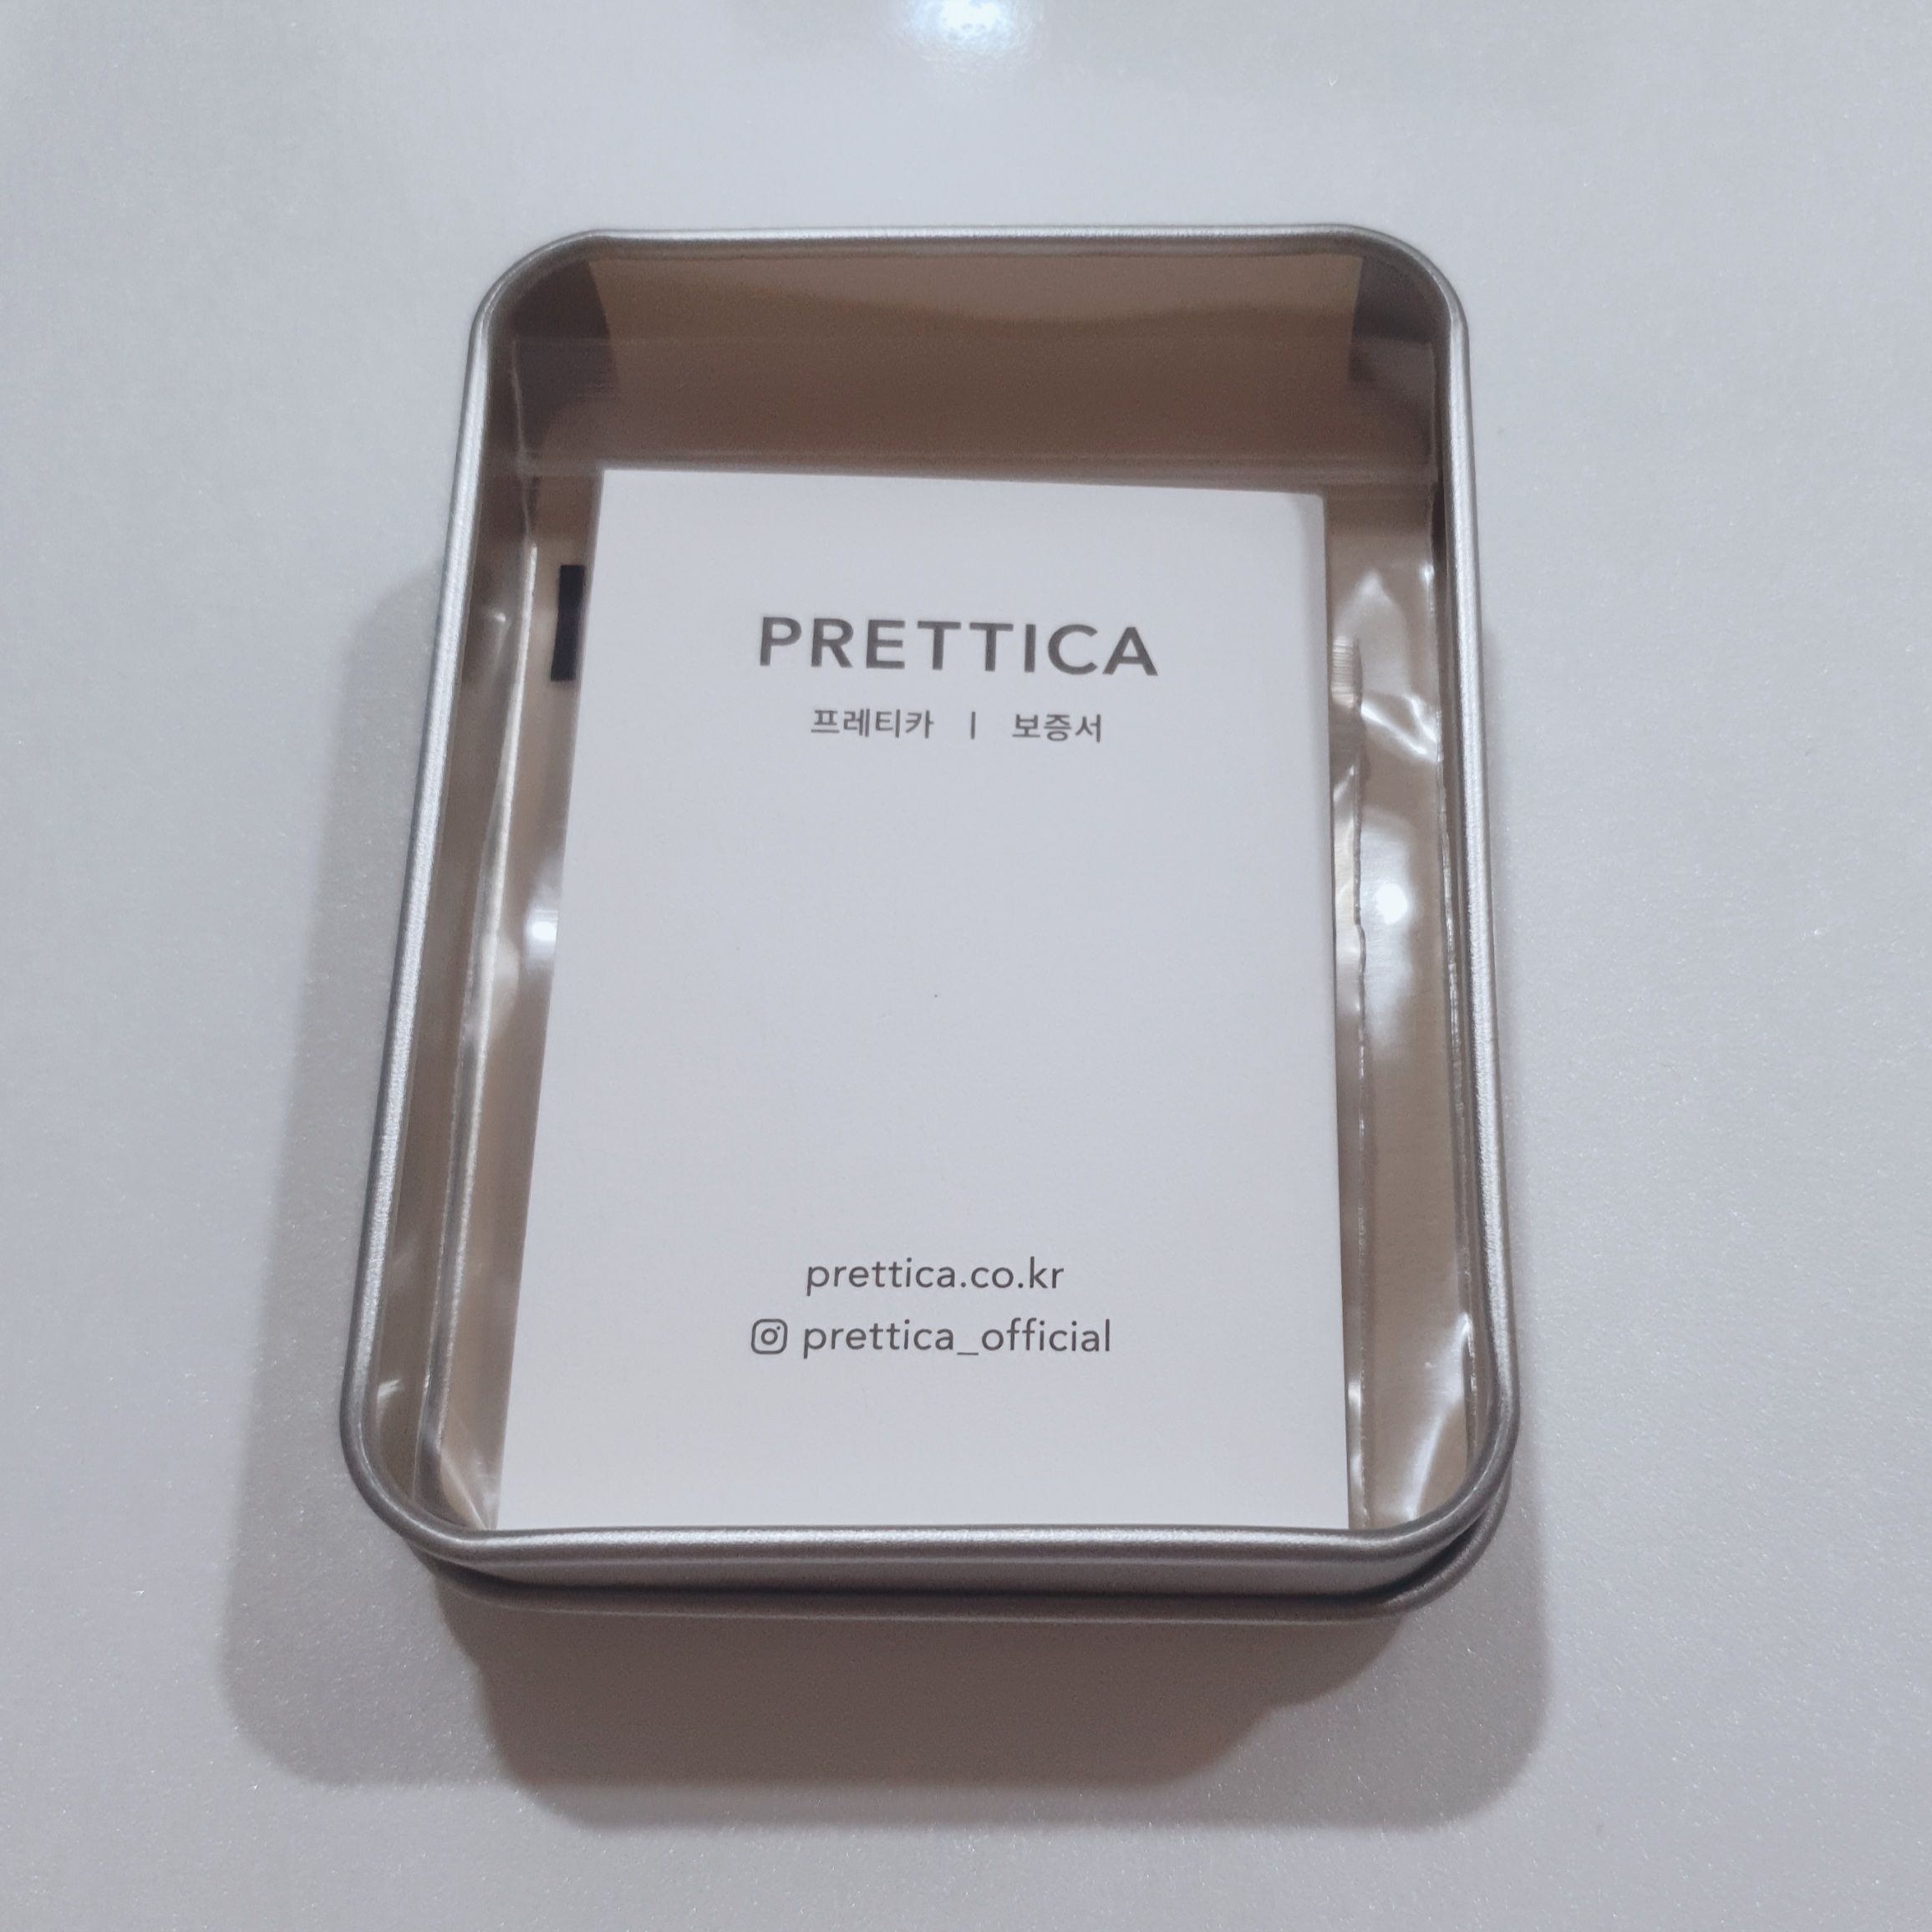 PRETTICA
프레티카 | 보증서
prettica.co.kr
prettica_official